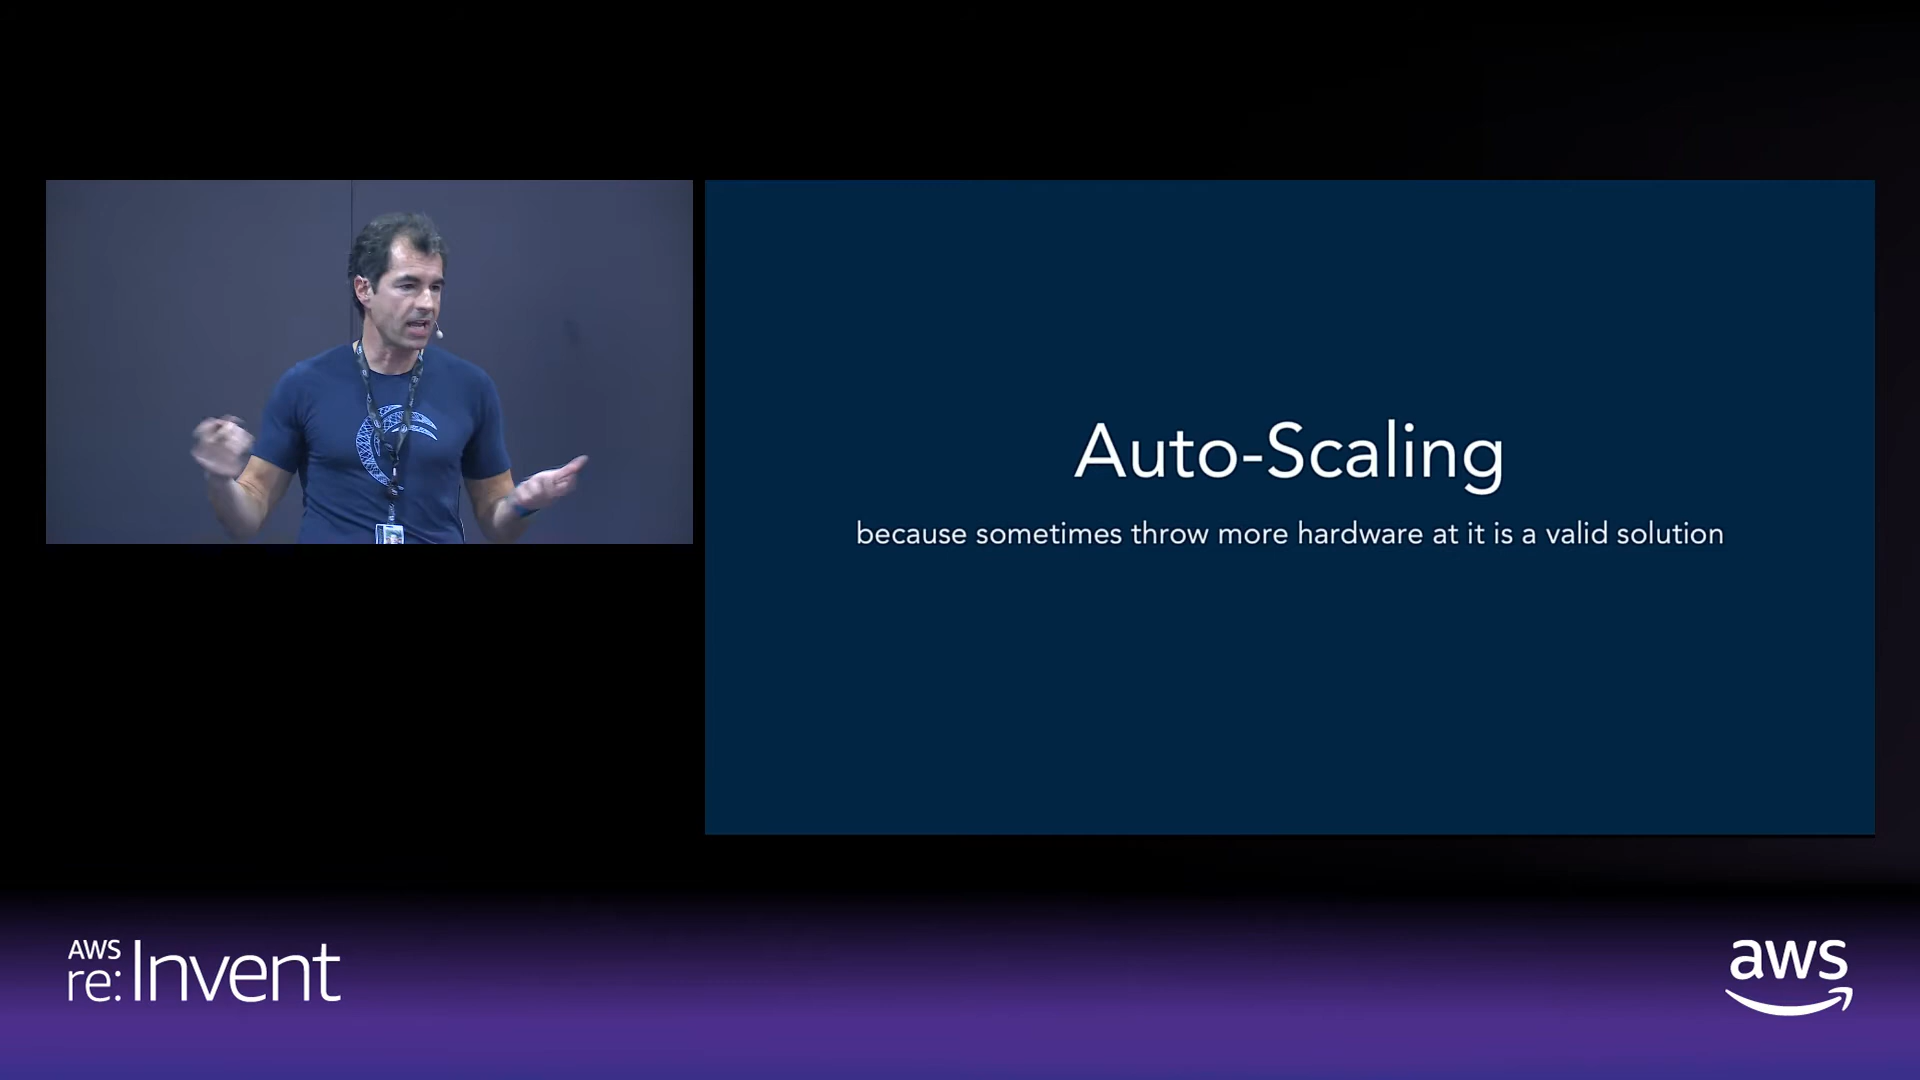 Auto-Scaling
because sometimes throw more hardware at it is a valid solution
AWS
re:Invent
aws